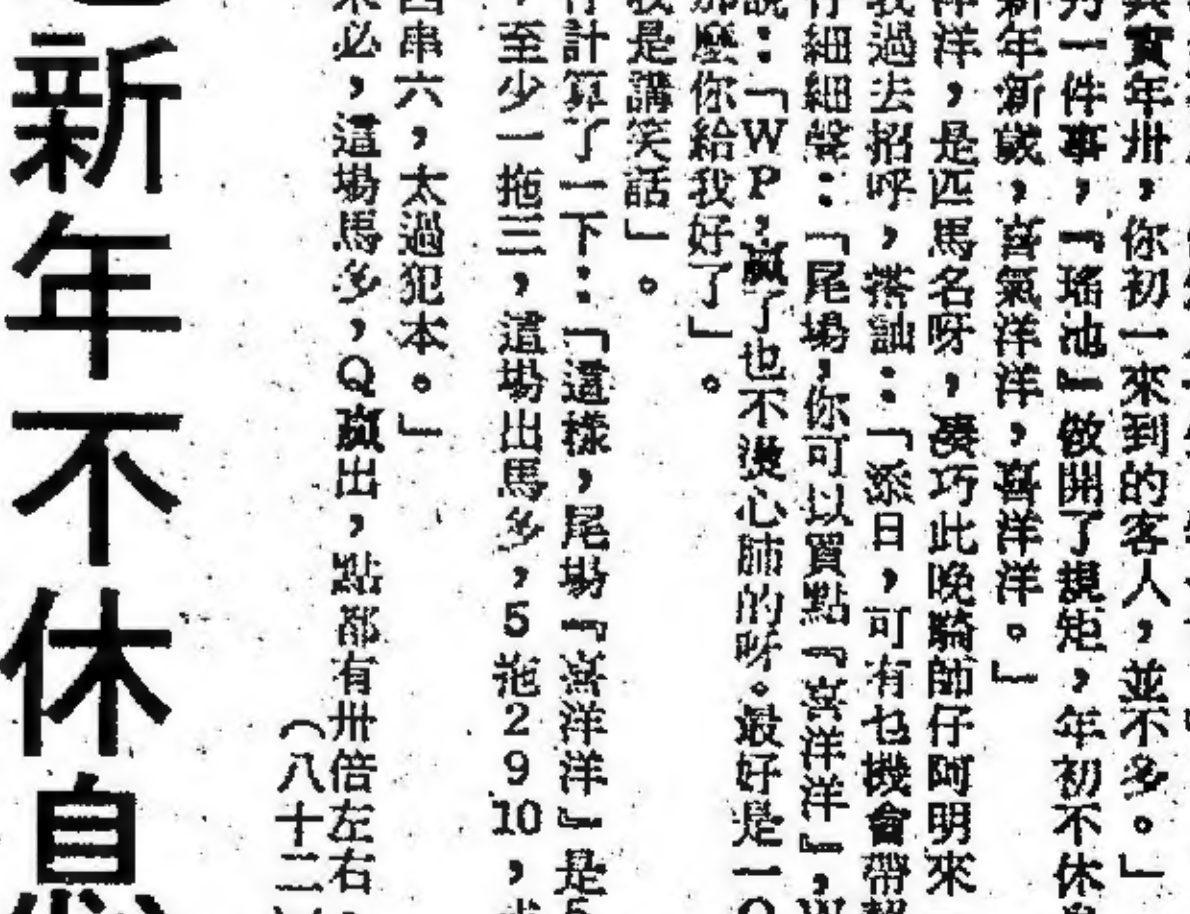 其實年卅，你初一來到的客人，並不多。」
另一件事，『瑤池』啟開了規矩，年初不休
新年新歲，喜氣洋洋，喜洋洋。」
洋洋，是匹馬名呀，湊巧此晚騎師仔阿明來
我過去招呼，搭訕：「添日，可有乜機會帶
仔細細聲：「尾場，你可以買點『喜洋洋』，W
說：「WP，贏了也不燙心肺的呀。最好是一Q
那麼你給我好了」。
我是講笑話」。
仔計算了一下：「這樣，尾場『喜洋洋』是5
，至少一拖三，這場出馬多，5拖2 9 10，
四串六，太過犯本。」
未必，這場馬多，Q贏出，點都有卅倍左右，
（八十二）
新年不休息